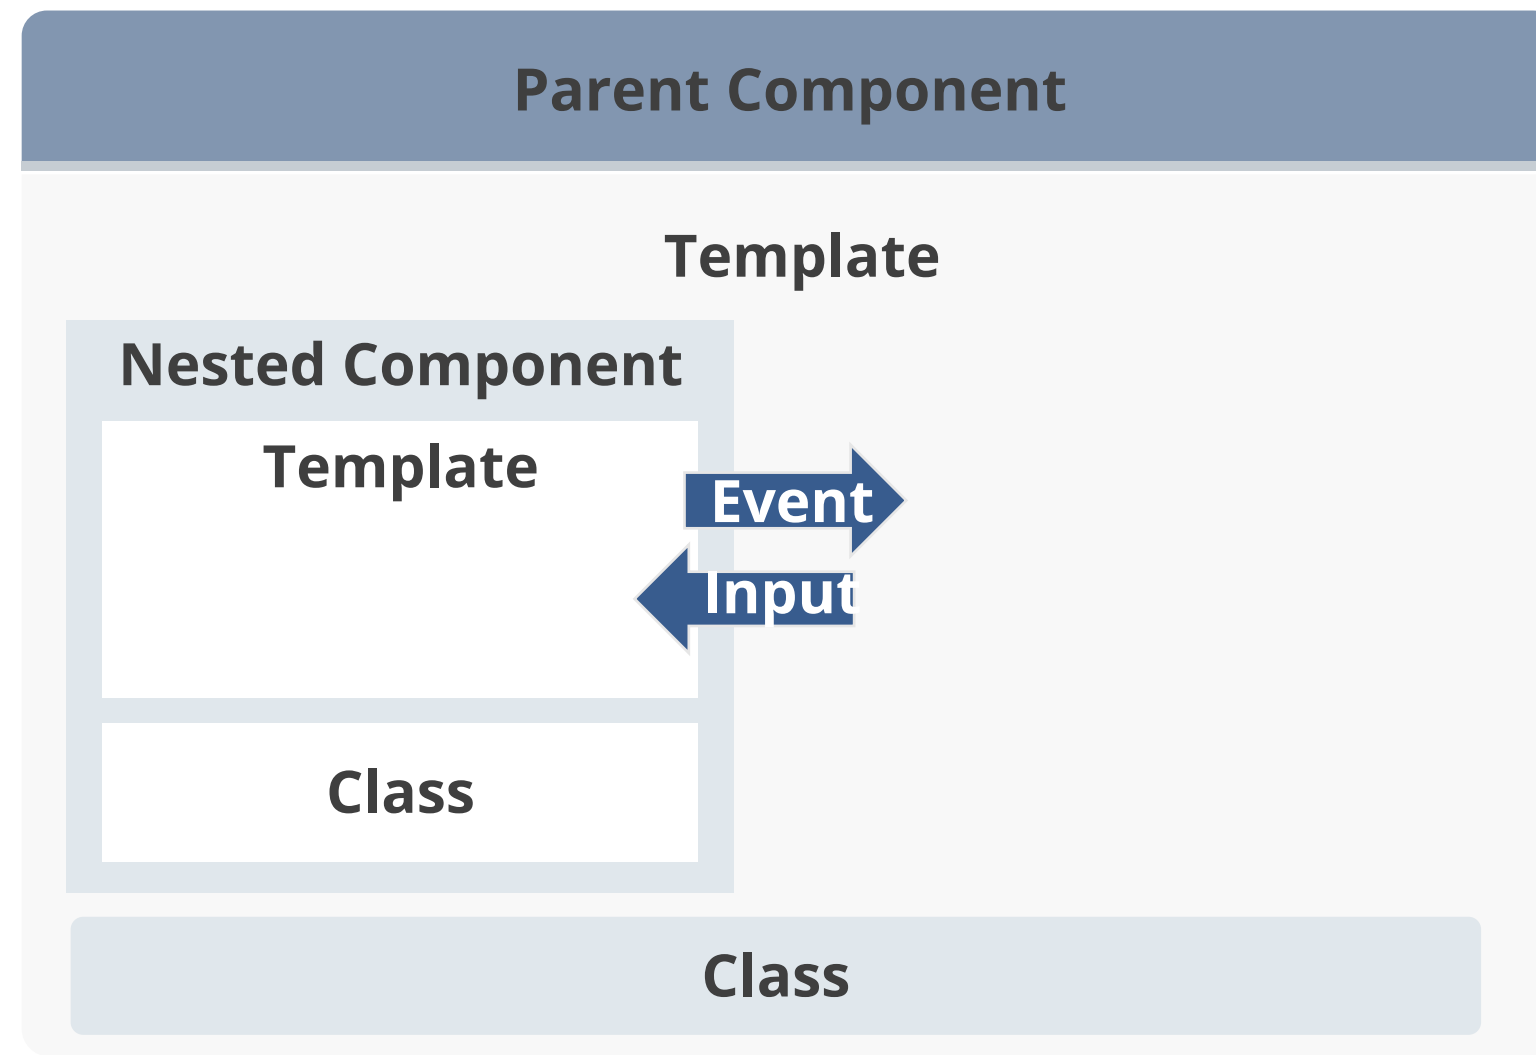 Parent Component
Template
Nested Component
Template
Event
Input
Class
Class